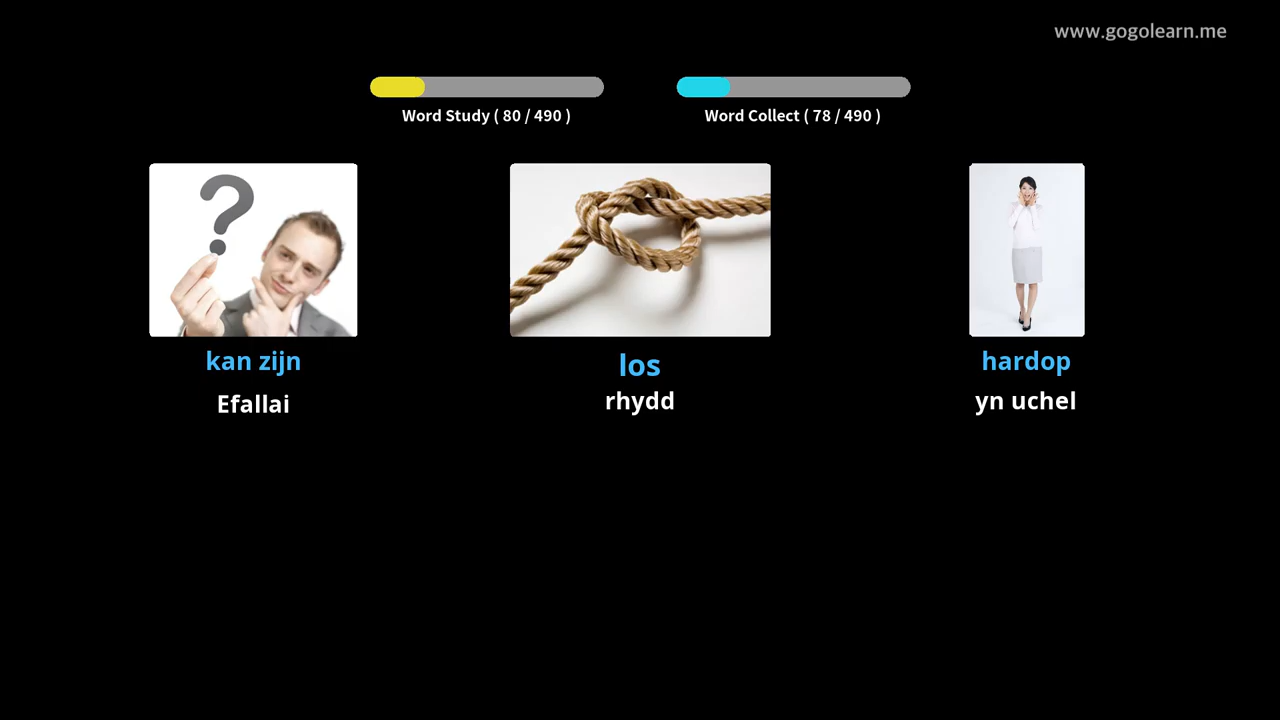 www.gogolearn.me
Word Study ( 80 / 490 )
Word Collect ( 78 / 490 )
?
kan zijn
los
hardop
Efallai
rhydd
yn uchel